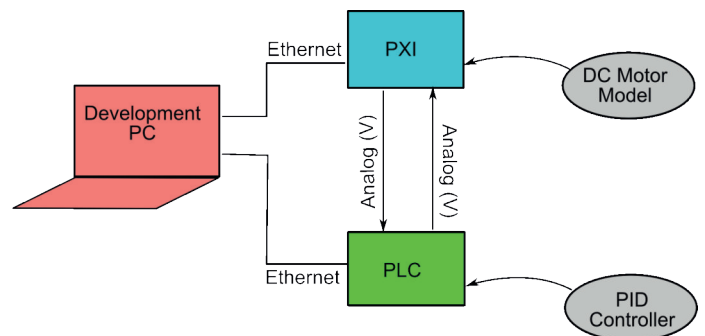 Ethernet
PXI
DC Motor
Model
Development
PC
Analog (V)
Analog (V)
Ethernet
PLC
PID
Controller